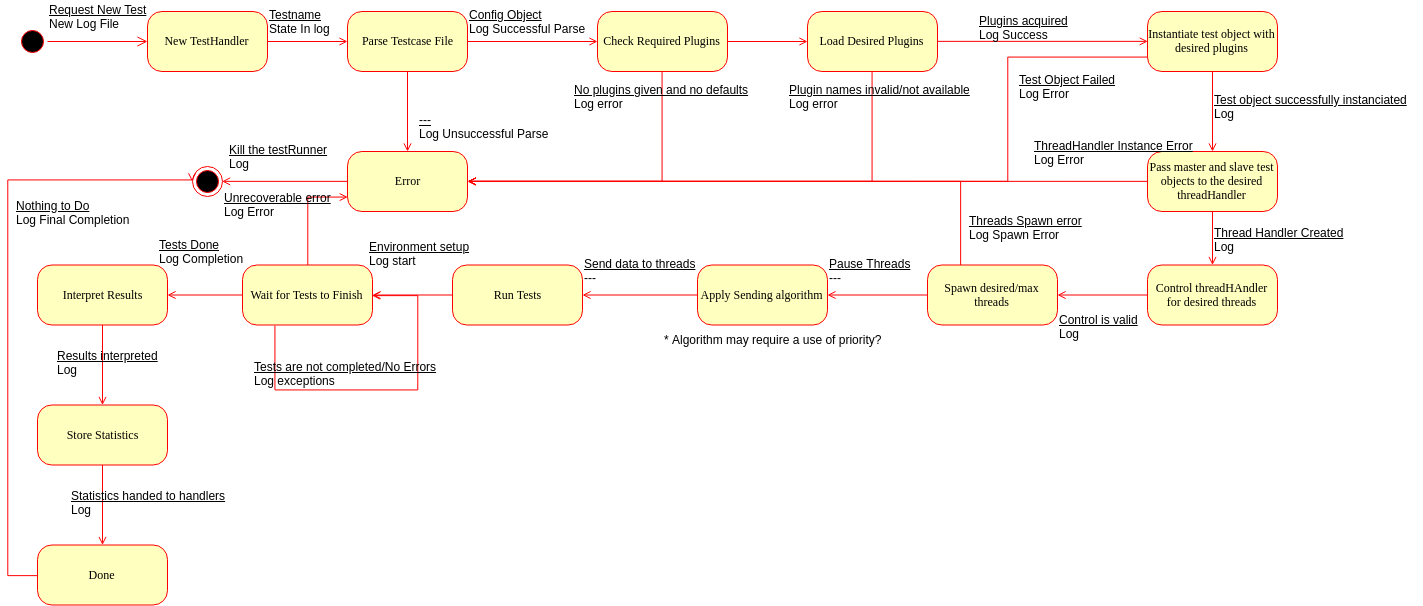 Request New Test
New Log File
New TestHandler
Testname
State In log
Parse Testcase File
Config Object
Log Successful Parse
Check Required Plugins
Load Desired Plugins
Plugins acquired
Log Success
Instantiate test object with
desired plugins
No plugins given and no defaults
Log error
Plugin names invalid/not available
Log error
Test Object Failed
Log Error
Test object successfully instanciated
Log
---
Log Unsuccessful Parse
Kill the testRunner
Log
Error
ThreadHandler Instance Error
Log Error
Pass master and slave test
objects to the desired
threadHandler
Unrecoverable error
Log Error
Nothing to Do
Log Final Completion
Threads Spawn error
Log Spawn Error
Thread Handler Created
Log
Tests Done
Log Completion
Environment setup
Log start
Send data to threads
---
Pause Threads
---
Interpret Results
Wait for Tests to Finish
Run Tests
Apply Sending algorithm
Spawn desired/max
threads
Control threadHAndler
for desired threads
Control is valid
Log
* Algorithm may require a use of priority?
Results interpreted
Log
Tests are not completed/No Errors
Log exceptions
Store Statistics
Statistics handed to handlers
Log
Done